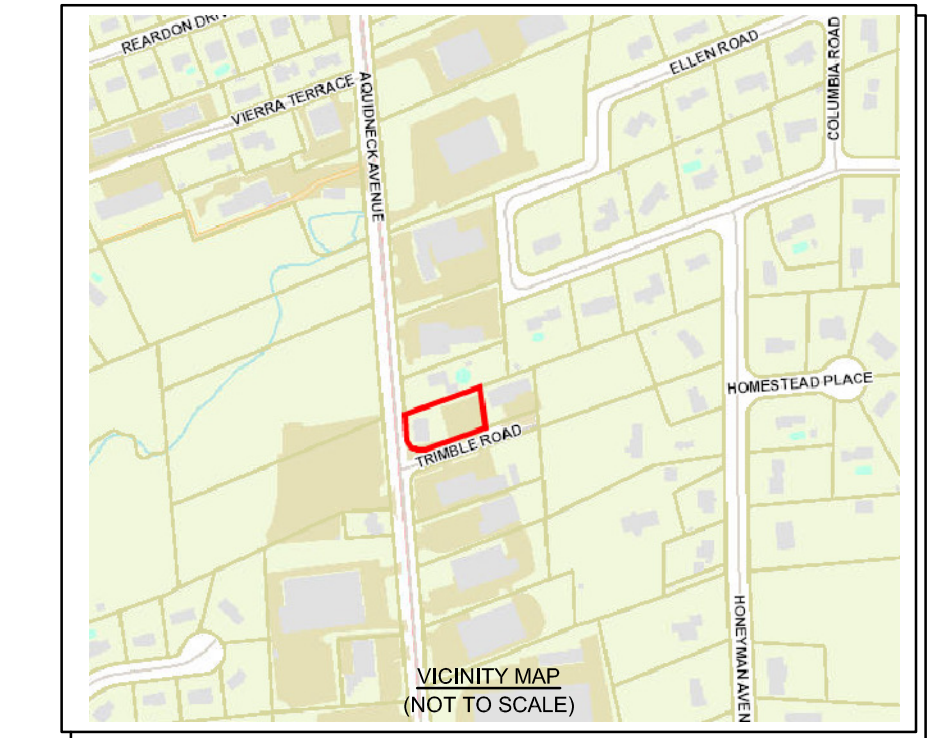 REARDON DRI
VIERRA TERRACE
AQUIDNECK AVENUE
ELLEN ROAD
COLUMBIA ROAD
HOMESTEAD PLACE
TRIMBLE ROAD
HONEYMAN AVEN
VICINITY MAP
(NOT TO SCALE)